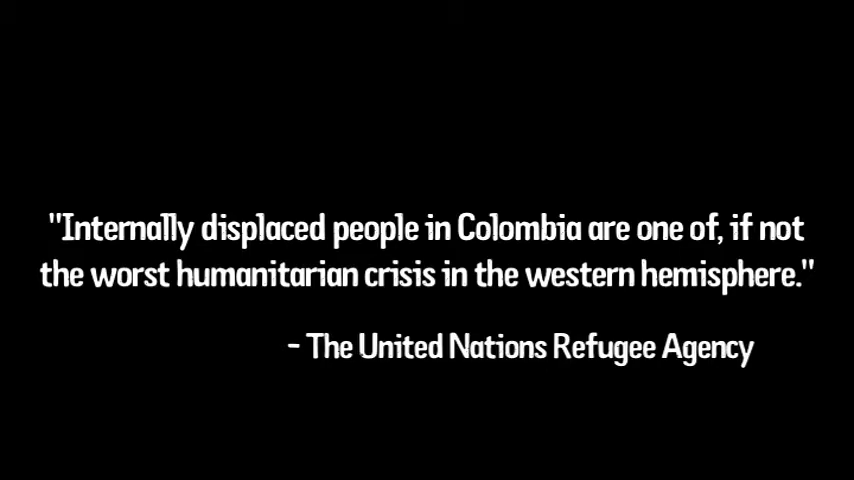 "Internally displaced people in Colombia are one of, if not
the worst humanitarian crisis in the western hemisphere."
- The United Nations Refugee Agency